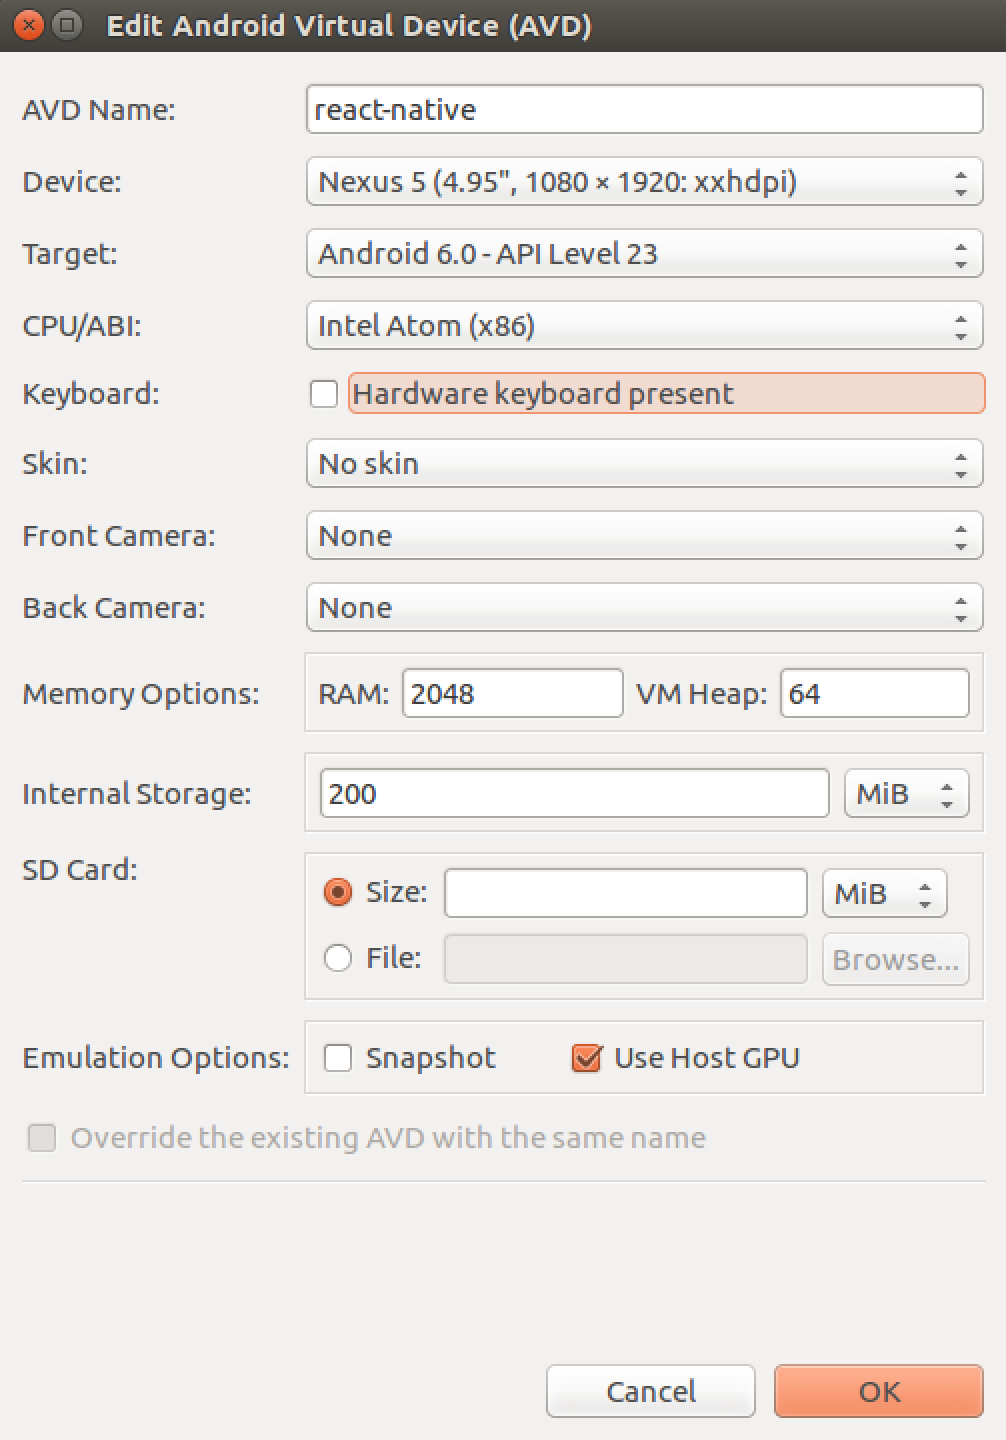 Edit Android Virtual Device (AVD)
AVD Name: react-native
Device: Nexus 5 (4.95", 1080 × 1920: xxhdpi)
Target: Android 6.0 - API Level 23
CPU/ABI: Intel Atom (x86)
Keyboard: Hardware keyboard present
Skin: No skin
Front Camera: None
Back Camera: None
Memory Options: RAM: 2048 VM Heap: 64
Internal Storage: 200 MiB
SD Card:
Size: MiB
File: Browse...
Emulation Options: Snapshot Use Host GPU
Override the existing AVD with the same name
Cancel OK